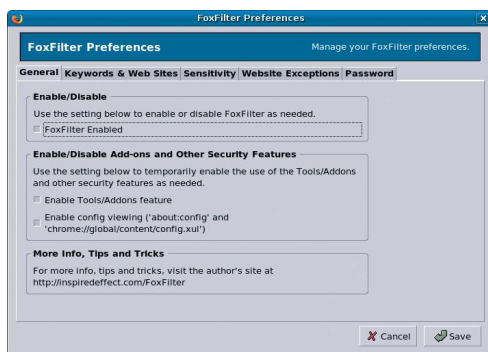 FoxFilter Preferences
FoxFilter Preferences
Manage your FoxFilter preferences.
General Keywords & Web Sites Sensitivity Website Exceptions Password
Enable/Disable
Use the setting below to enable or disable FoxFilter as needed.
FoxFilter Enabled
Enable/Disable Add-ons and Other Security Features
Use the setting below to temporarily enable the use of the Tools/Addons
and other security features as needed.
Enable Tools/Addons feature
Enable config viewing ('about:config' and
'chrome://global/content/config.xul')
More Info, Tips and Tricks
For more info, tips and tricks, visit the author's site at
http://inspiredeffect.com/FoxFilter
Cancel
Save